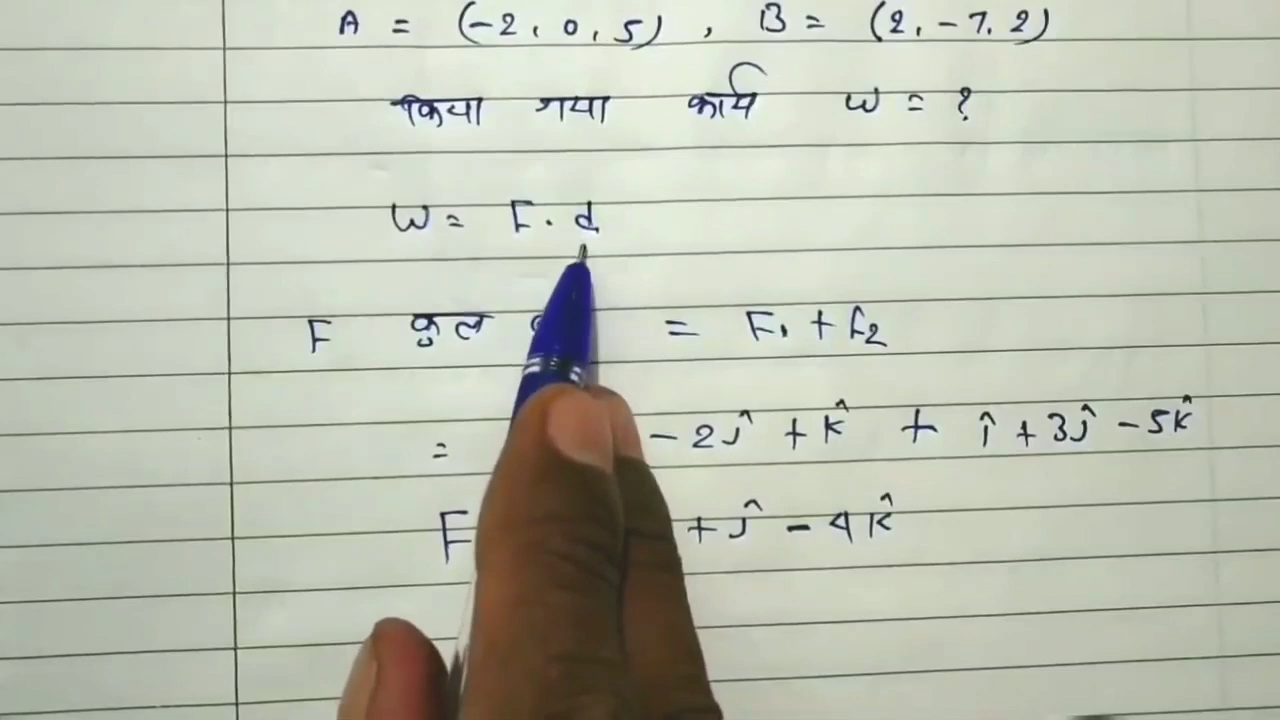 A = (-2, 0, 5), B = (2, -7, 2)
किया गया कार्य W = ?
W = F. d
F कुल = F₁ + F₂
= - 2ĵ + k̂ + î + 3ĵ - 5k̂
F + ĵ - 4k̂